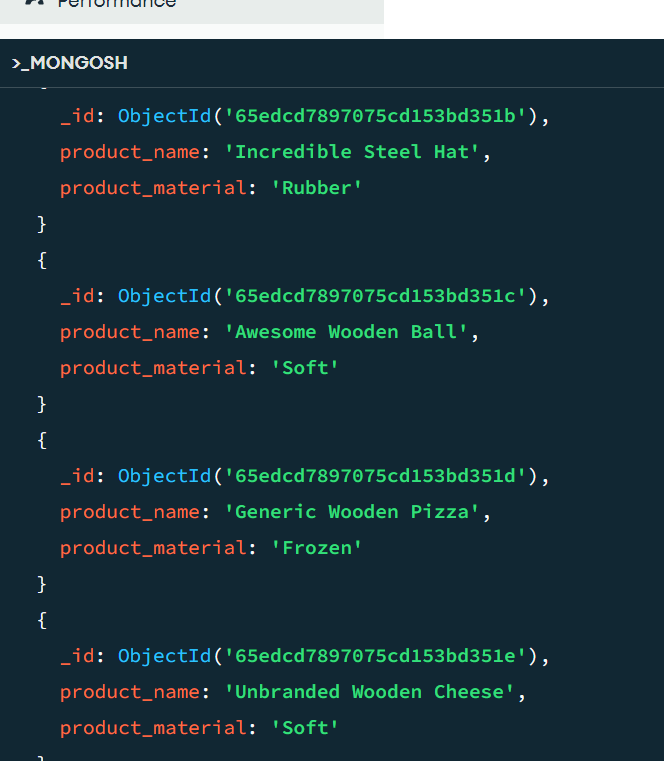 Performance
>_MONGOSH
{
_id: ObjectId('65edcd7897075cd153bd351b'),
product_name: 'Incredible Steel Hat',
product_material: 'Rubber'
}
{
_id: ObjectId('65edcd7897075cd153bd351c'),
product_name: 'Awesome Wooden Ball',
product_material: 'Soft'
}
{
_id: ObjectId('65edcd7897075cd153bd351d'),
product_name: 'Generic Wooden Pizza',
product_material: 'Frozen'
}
{
_id: ObjectId('65edcd7897075cd153bd351e'),
product_name: 'Unbranded Wooden Cheese',
product_material: 'Soft'
}